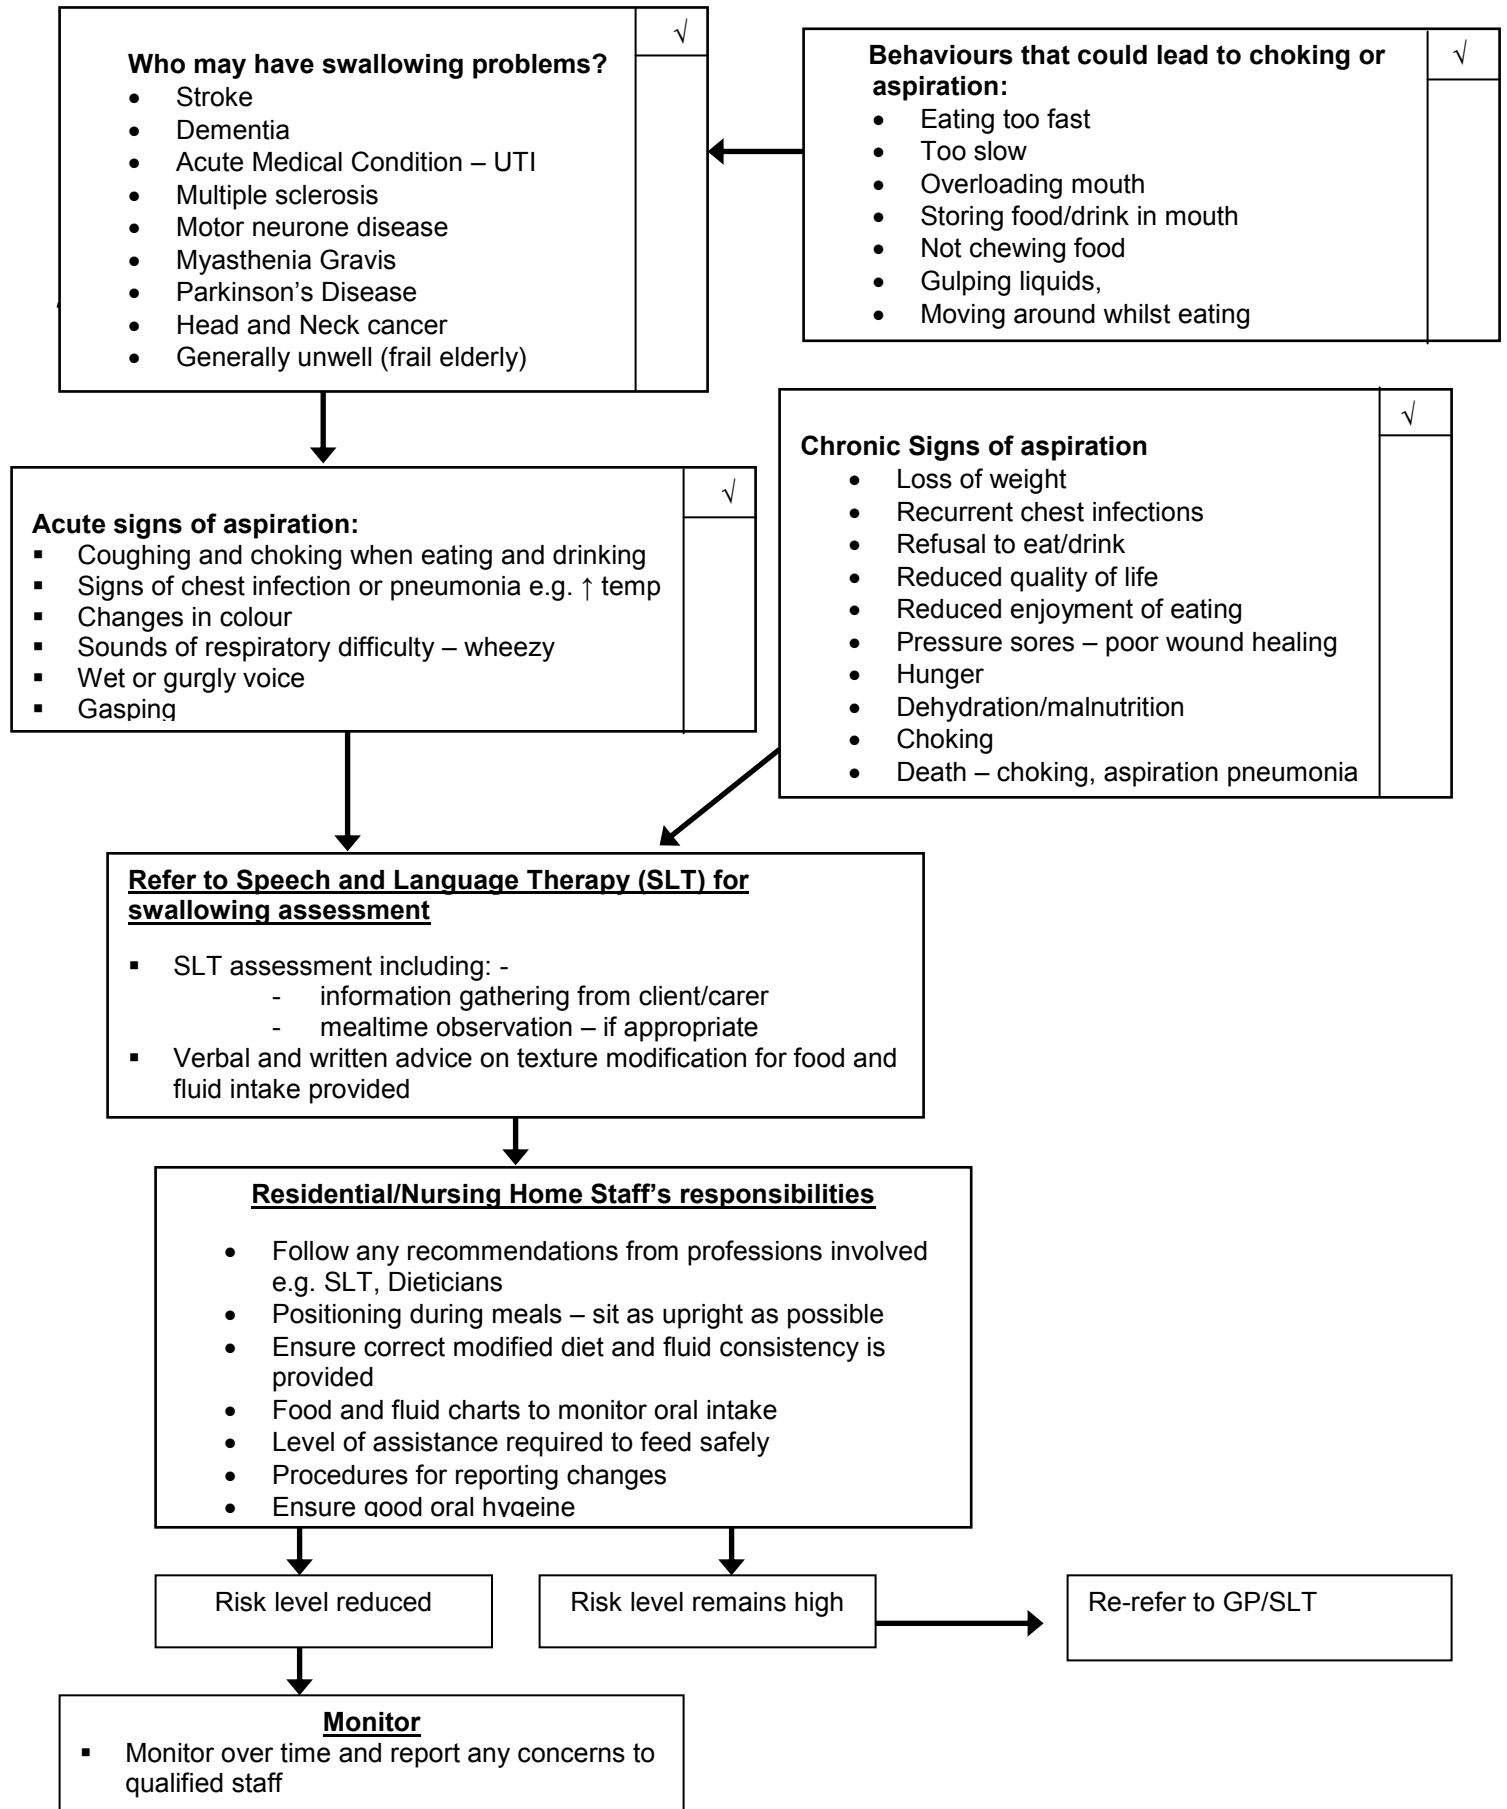 √
Who may have swallowing problems?
• Stroke
• Dementia
• Acute Medical Condition – UTI
• Multiple sclerosis
• Motor neurone disease
• Myasthenia Gravis
• Parkinson's Disease
• Head and Neck cancer
• Generally unwell (frail elderly)
√
Behaviours that could lead to choking or
aspiration:
• Eating too fast
• Too slow
• Overloading mouth
• Storing food/drink in mouth
• Not chewing food
• Gulping liquids,
• Moving around whilst eating
√
Acute signs of aspiration:
▪ Coughing and choking when eating and drinking
▪ Signs of chest infection or pneumonia e.g. ↑ temp
▪ Changes in colour
▪ Sounds of respiratory difficulty – wheezy
▪ Wet or gurgly voice
▪ Gasping
√
Chronic Signs of aspiration
• Loss of weight
• Recurrent chest infections
• Refusal to eat/drink
• Reduced quality of life
• Reduced enjoyment of eating
• Pressure sores – poor wound healing
• Hunger
• Dehydration/malnutrition
• Choking
• Death – choking, aspiration pneumonia
Refer to Speech and Language Therapy (SLT) for
swallowing assessment
▪ SLT assessment including: -
- information gathering from client/carer
- mealtime observation – if appropriate
▪ Verbal and written advice on texture modification for food and
fluid intake provided
Residential/Nursing Home Staff's responsibilities
• Follow any recommendations from professions involved
e.g. SLT, Dieticians
• Positioning during meals – sit as upright as possible
• Ensure correct modified diet and fluid consistency is
provided
• Food and fluid charts to monitor oral intake
• Level of assistance required to feed safely
• Procedures for reporting changes
• Ensure good oral hygeine
Risk level reduced
Risk level remains high
Re-refer to GP/SLT
Monitor
▪ Monitor over time and report any concerns to
qualified staff